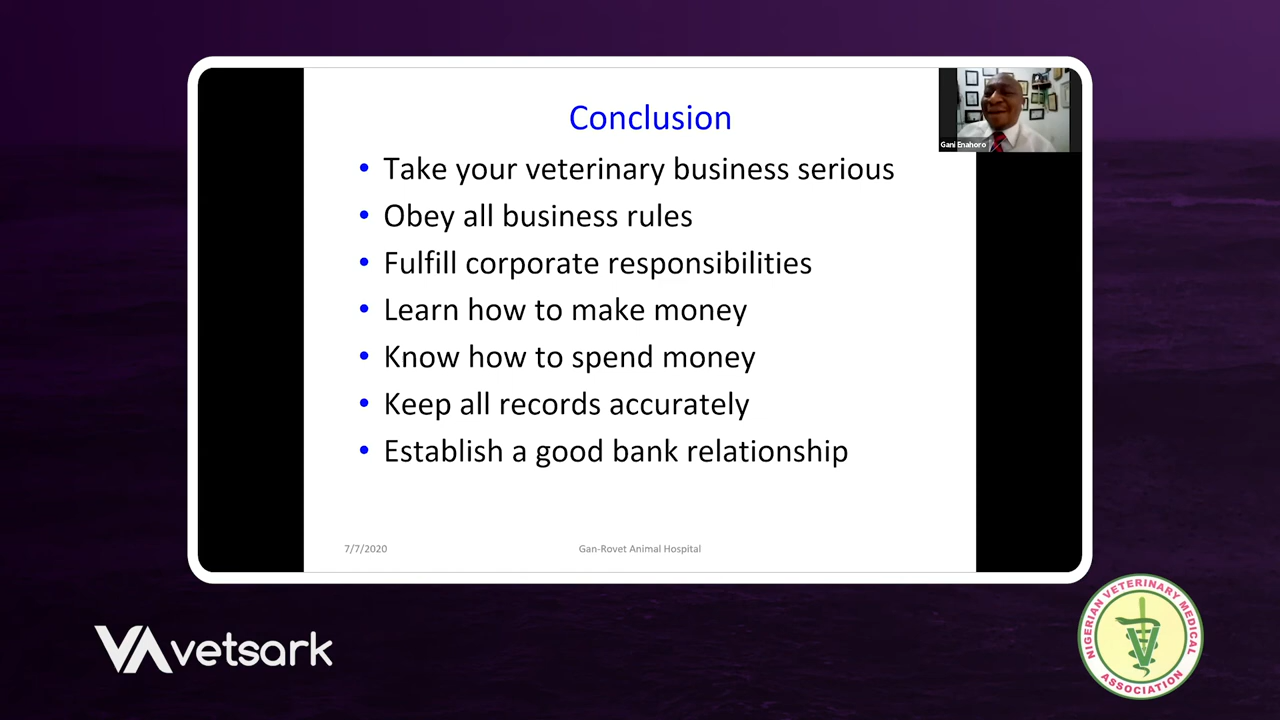 Conclusion
Gani Enahoro
• Take your veterinary business serious
• Obey all business rules
• Fulfill corporate responsibilities
• Learn how to make money
• Know how to spend money
• Keep all records accurately
• Establish a good bank relationship
7/7/2020
Gan-Rovet Animal Hospital
VA vetsark
NIGERIAN VETERINARY MEDICAL
ASSOCIATION
V